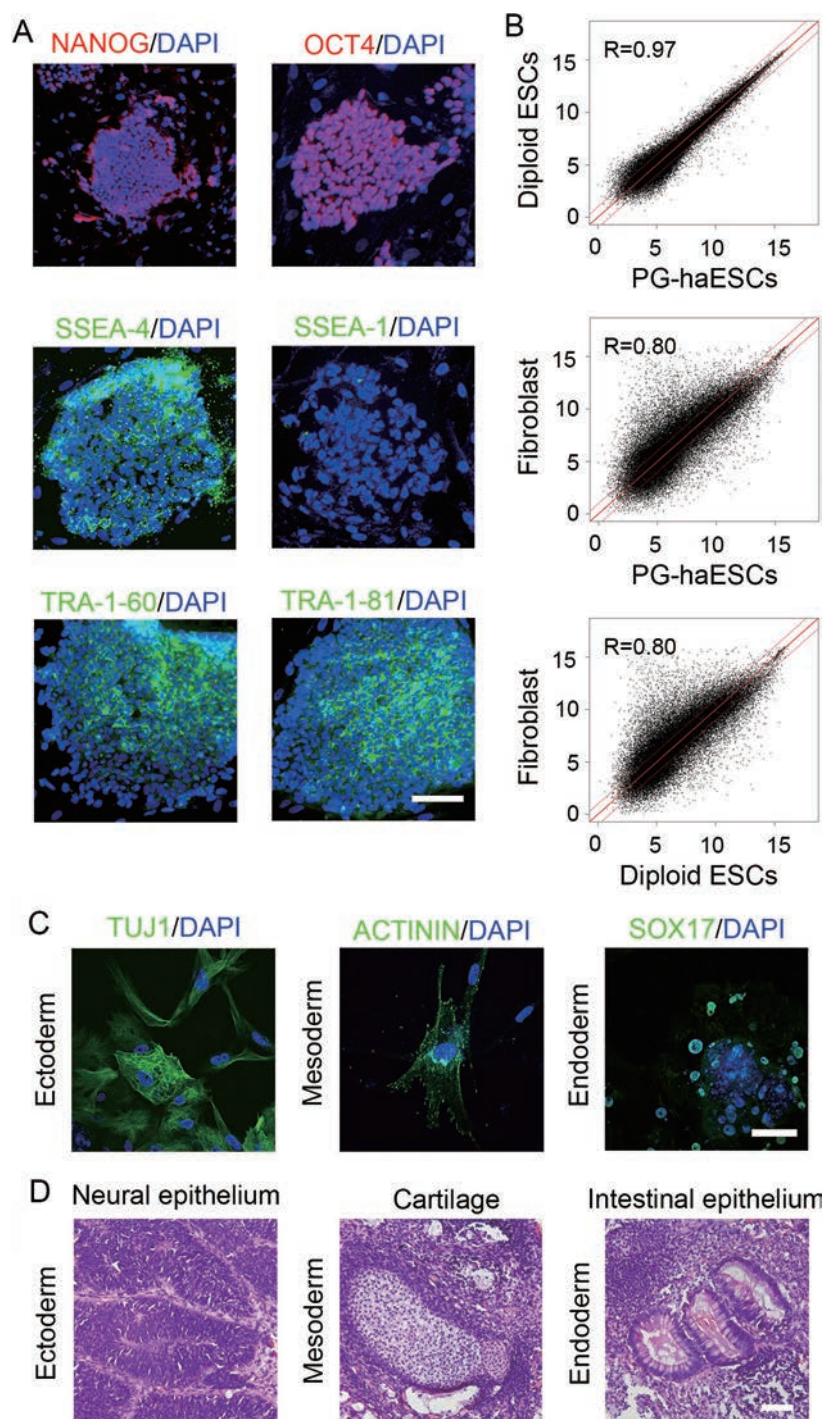 A
NANOG/DAPI
OCT4/DAPI
SSEA-4/DAPI
SSEA-1/DAPI
TRA-1-60/DAPI
TRA-1-81/DAPI
B
R=0.97
Diploid ESCs
15
10
5
0
0 5 10 15
PG-haESCs
R=0.80
Fibroblast
15
10
5
0
0 5 10 15
PG-haESCs
R=0.80
Fibroblast
15
10
5
0
0 5 10 15
Diploid ESCs
C
TUJ1/DAPI
ACTININ/DAPI
SOX17/DAPI
Ectoderm
Mesoderm
Endoderm
D
Neural epithelium
Cartilage
Intestinal epithelium
Ectoderm
Mesoderm
Endoderm